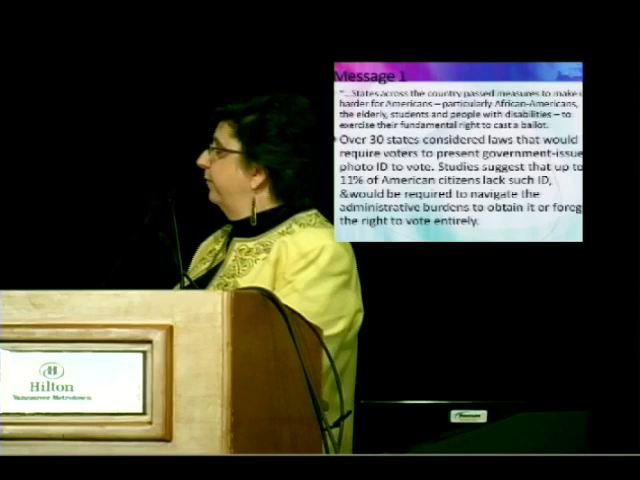 Message 1
"...States across the country passed measures to make i
harder for Americans – particularly African-Americans,
the elderly, students and people with disabilities – to
exercise their fundamental right to cast a ballot.
Over 30 states considered laws that would
require voters to present government-issue
photo ID to vote. Studies suggest that up to
11% of American citizens lack such ID,
&would be required to navigate the
administrative burdens to obtain it or foreg
the right to vote entirely.
H
Hilton
Vancouver Metrotown